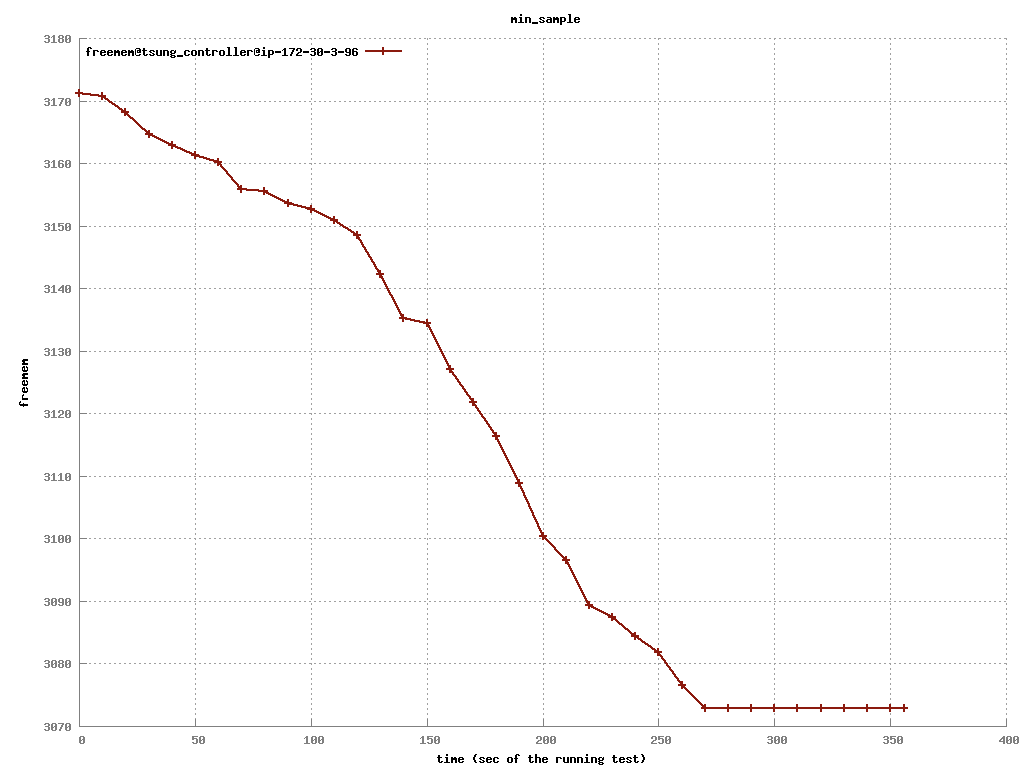 min_sample
freemem@tsung_controller@ip-172-30-3-96
3180
3170
3160
3150
3140
3130
3120
3110
3100
3090
3080
3070
freemem
0 50 100 150 200 250 300 350 400
time (sec of the running test)